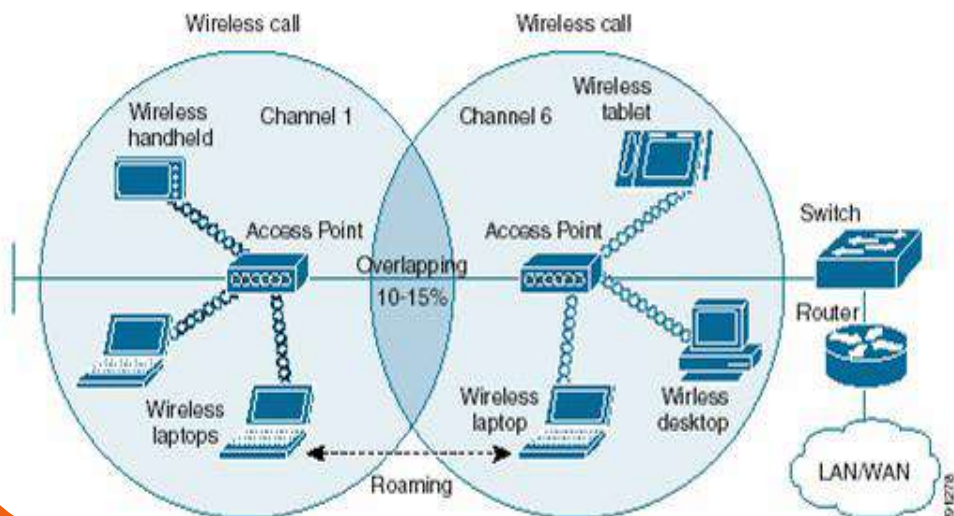 Wireless call
Wireless call
Wireless
handheld
Channel 1
Channel 6
Wireless
tablet
Access Point
Overlapping
10-15%
Access Point
Switch
Router
Wireless
laptops
Wireless
laptop
Wirless
desktop
Roaming
LAN/WAN
91278